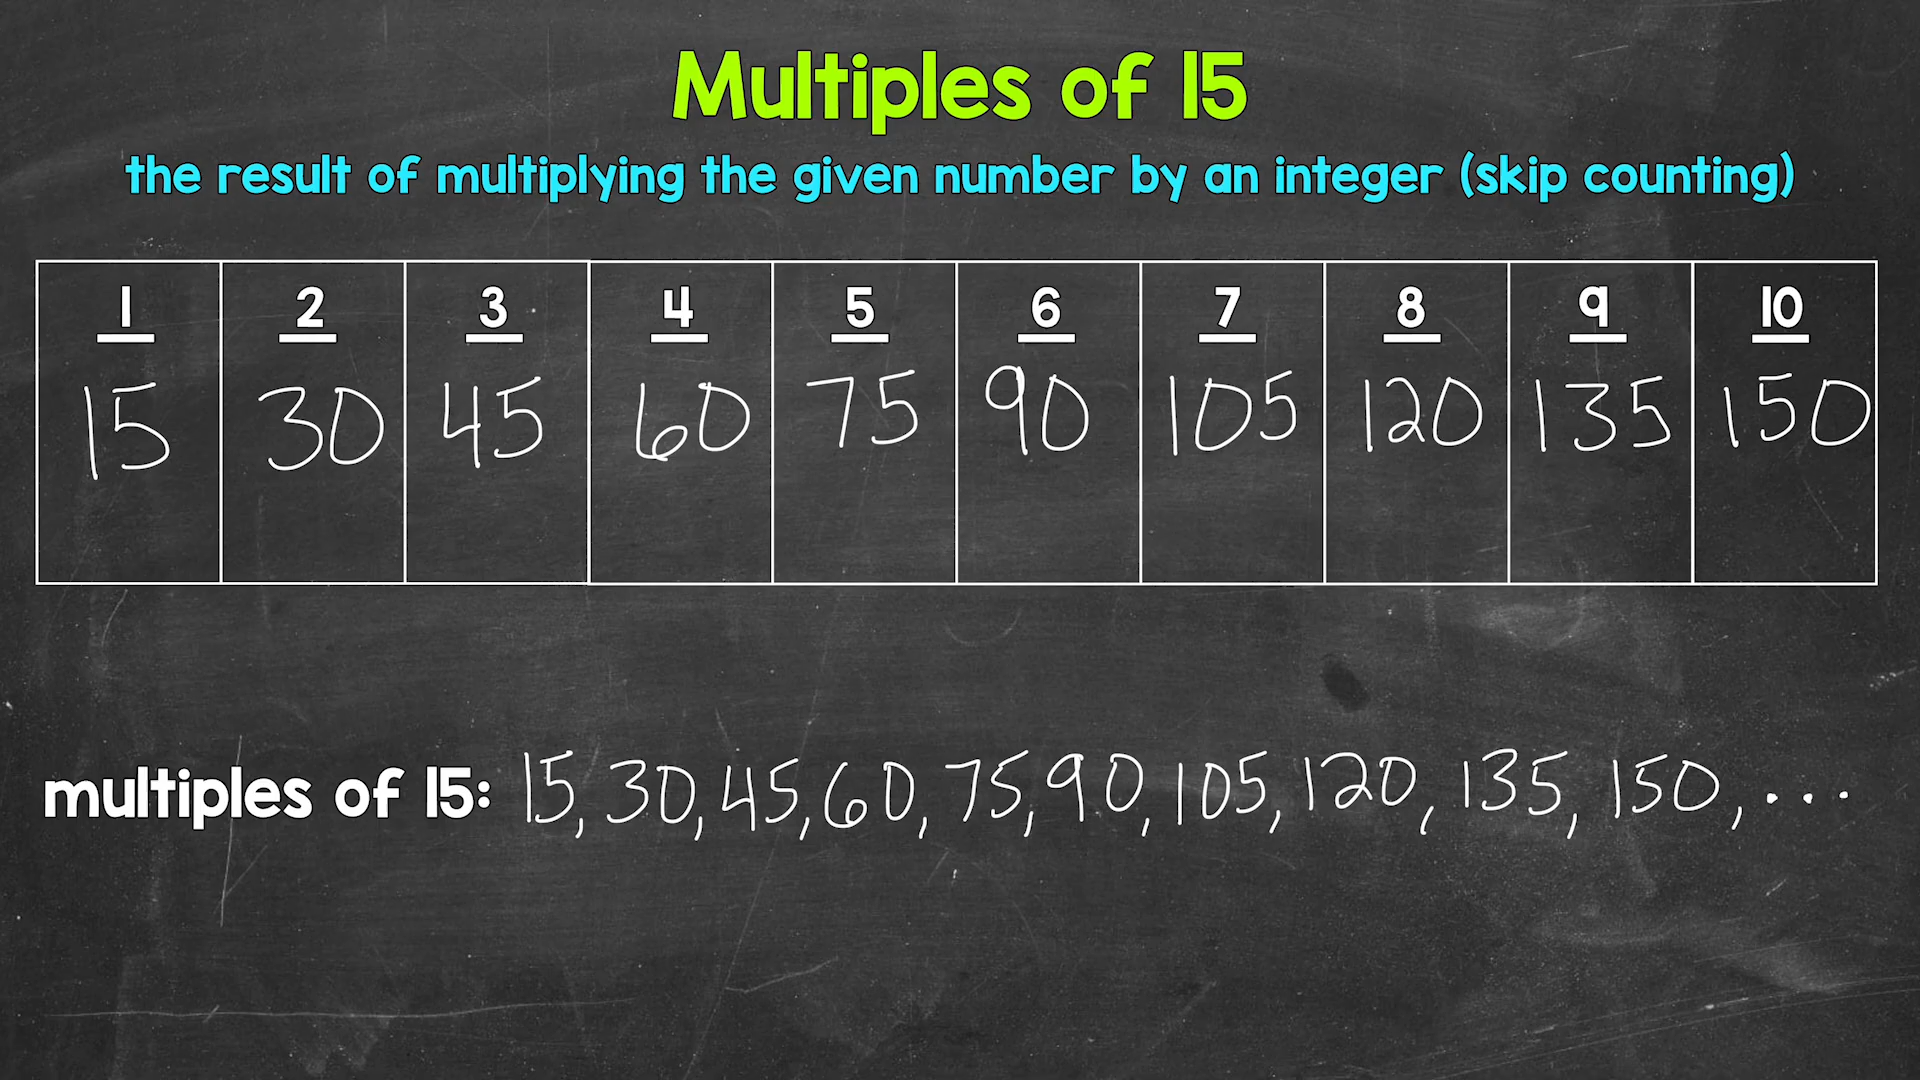 Multiples of 15
the result of multiplying the given number by an integer (skip counting)
1 2 3 4 5 6 7 8 9 10
15 30 45 60 75 90 105 120 135 150
multiples of 15: 15, 30, 45, 60, 75, 90, 105, 120, 135, 150, ...